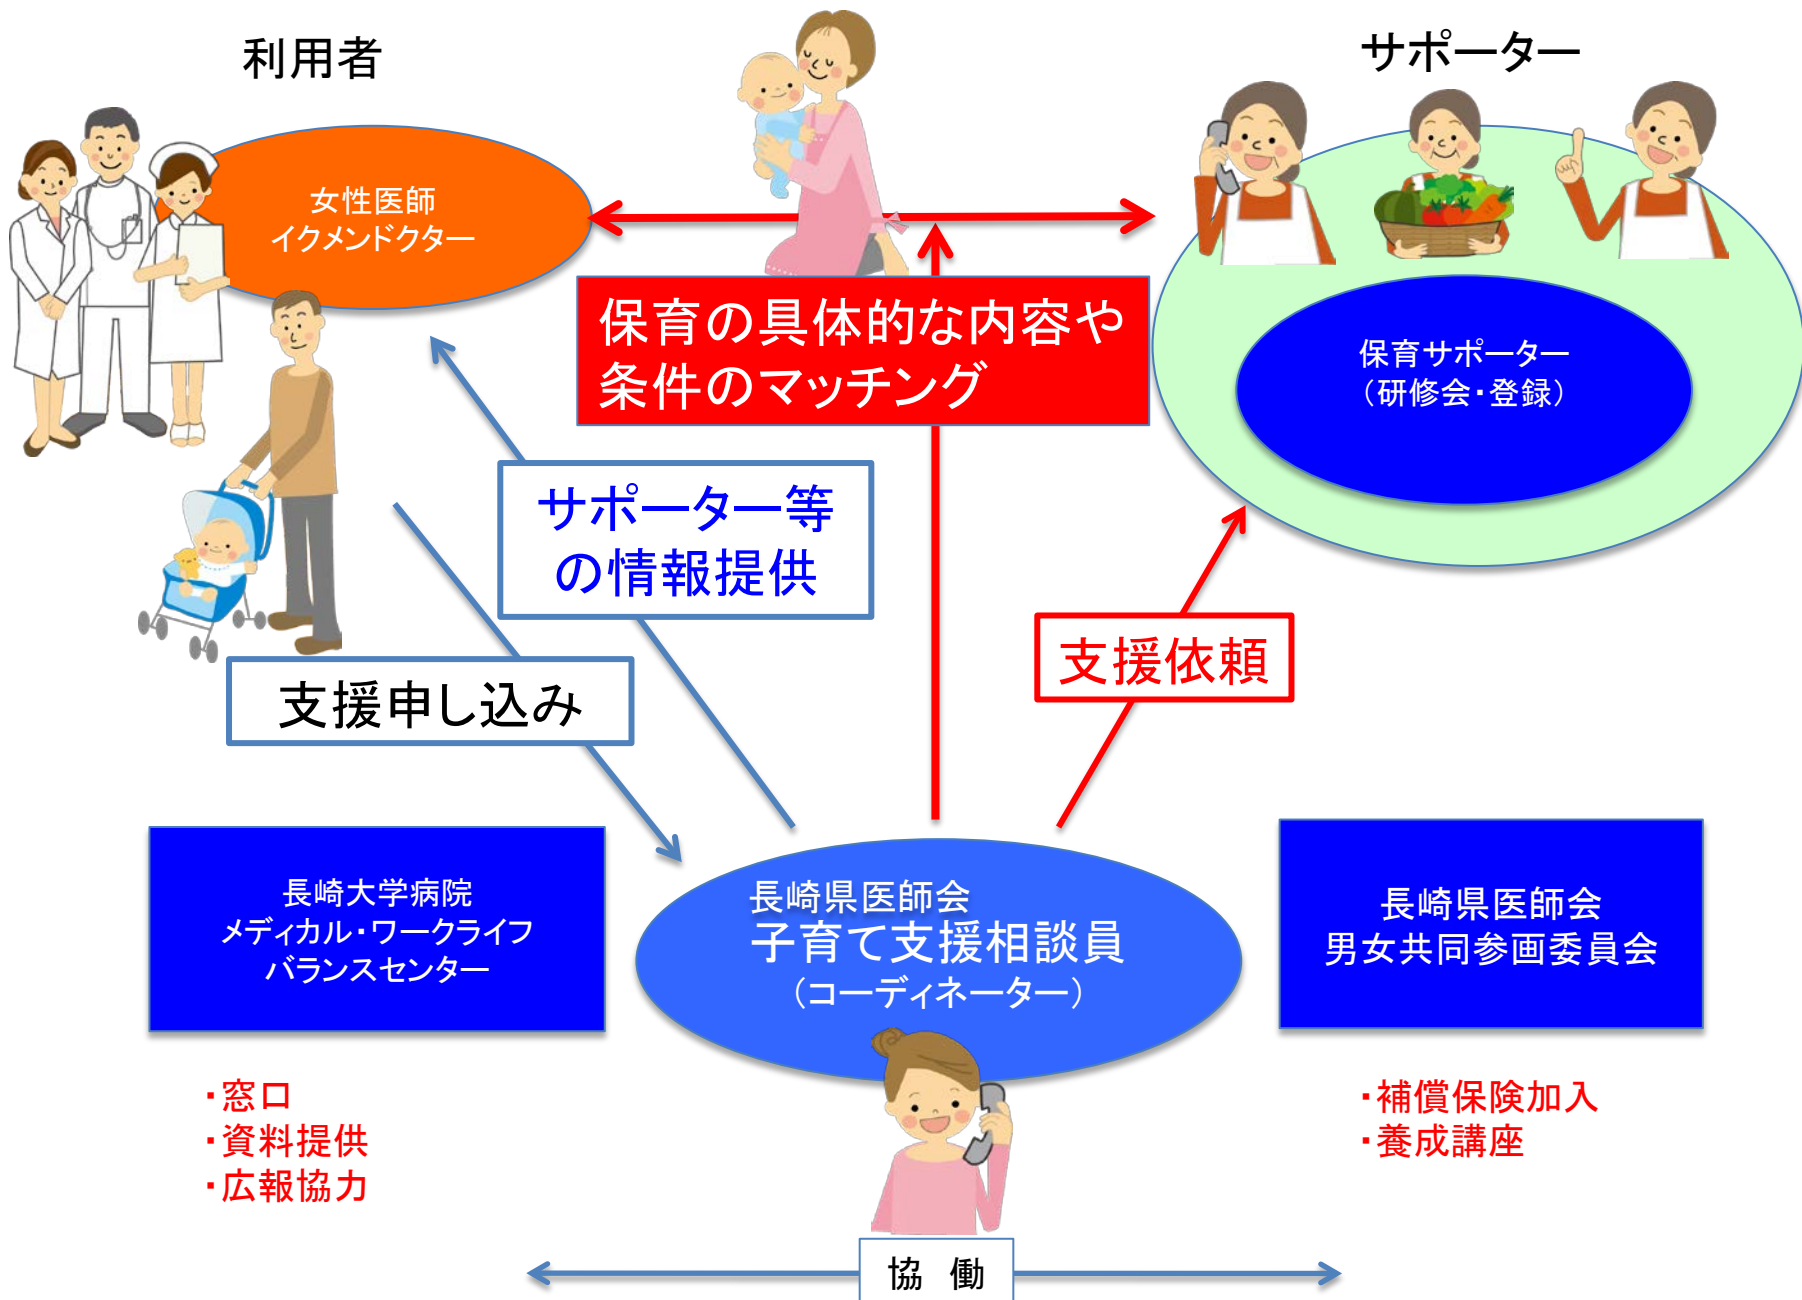 利用者
サポーター
女性医師
イクメンドクター
保育の具体的な内容や
条件のマッチング
保育サポーター
（研修会・登録）
サポーター等
の情報提供
支援依頼
支援申し込み
長崎大学病院
メディカル・ワークライフ
バランスセンター
長崎県医師会
子育て支援相談員
（コーディネーター）
長崎県医師会
男女共同参画委員会
・窓口
・資料提供
・広報協力
・補償保険加入
・養成講座
協　働